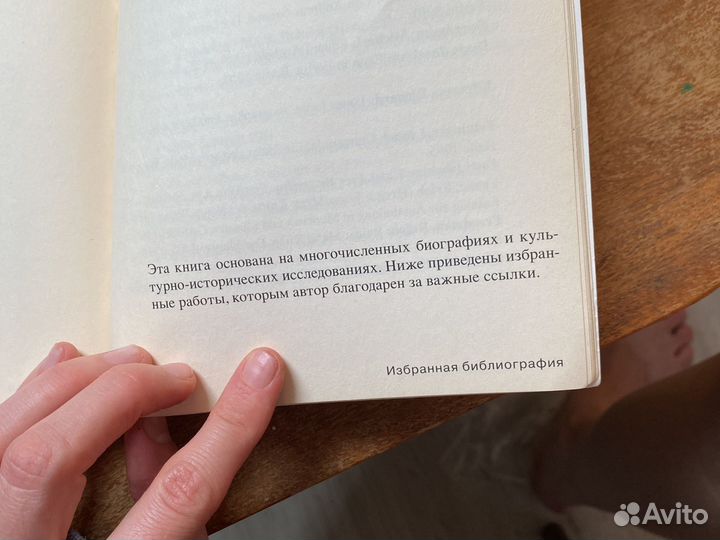 Эта книга основана на многочисленных биографиях и куль-
турно-исторических исследованиях. Ниже приведены избран-
ные работы, которым автор благодарен за важные ссылки.
Избранная библиография
Avito